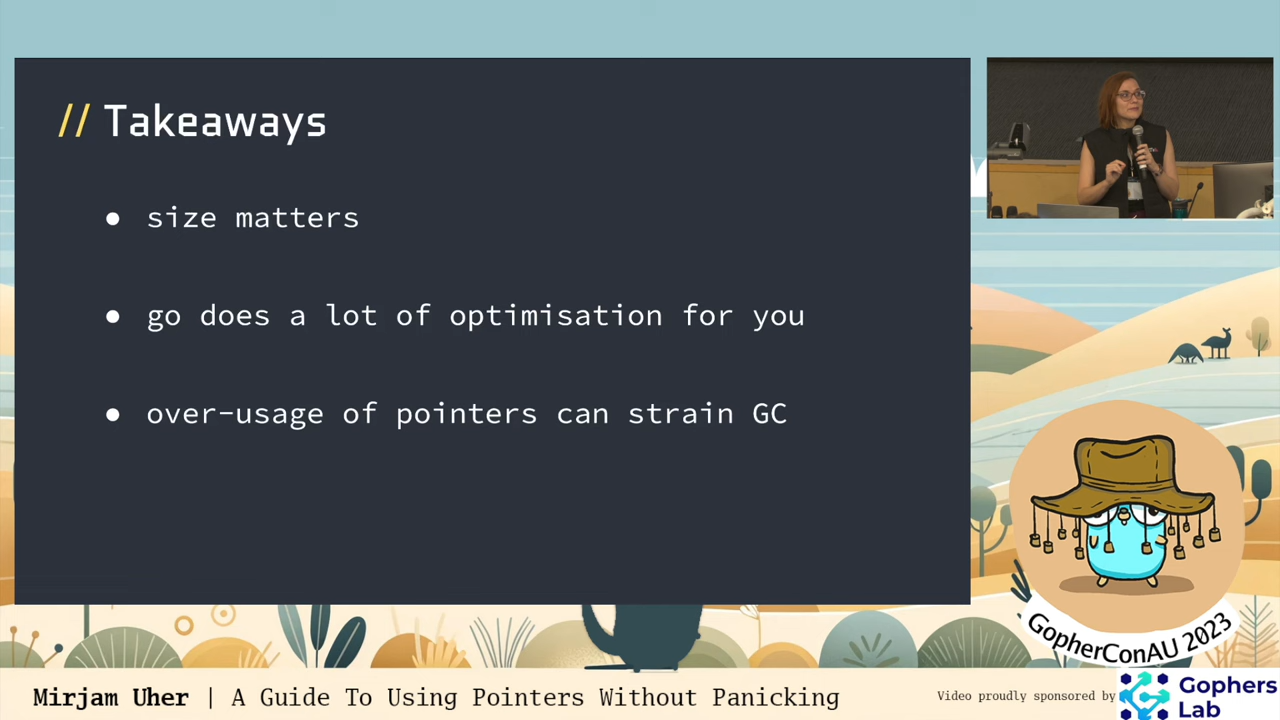 // Takeaways
● size matters
● go does a lot of optimisation for you
● over-usage of pointers can strain GC
GopherConAU 2023
Mirjam Uher | A Guide To Using Pointers Without Panicking
Video proudly sponsored by
Gophers
Lab